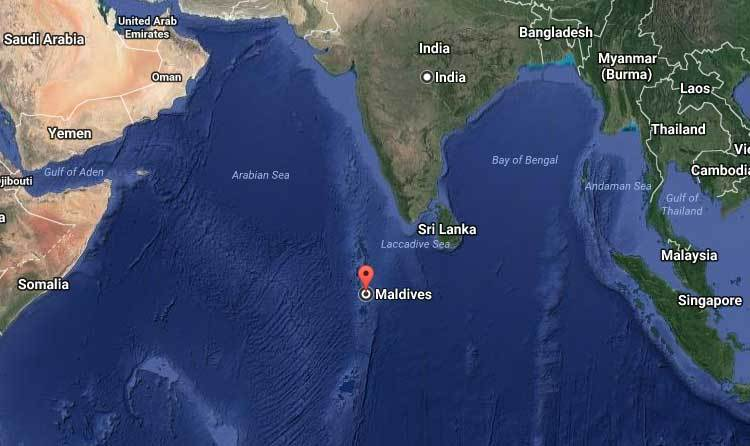 United Arab
Emirates
Saudi Arabia
Oman
Yemen
Gulf of Aden
Djibouti
Somalia
Arabian Sea
India
India
Bangladesh
Myanmar
(Burma)
Laos
Thailand
Cambodia
Bay of Bengal
Andaman Sea
Gulf of
Thailand
Sri Lanka
Laccadive Sea
Malaysia
Maldives
Singapore